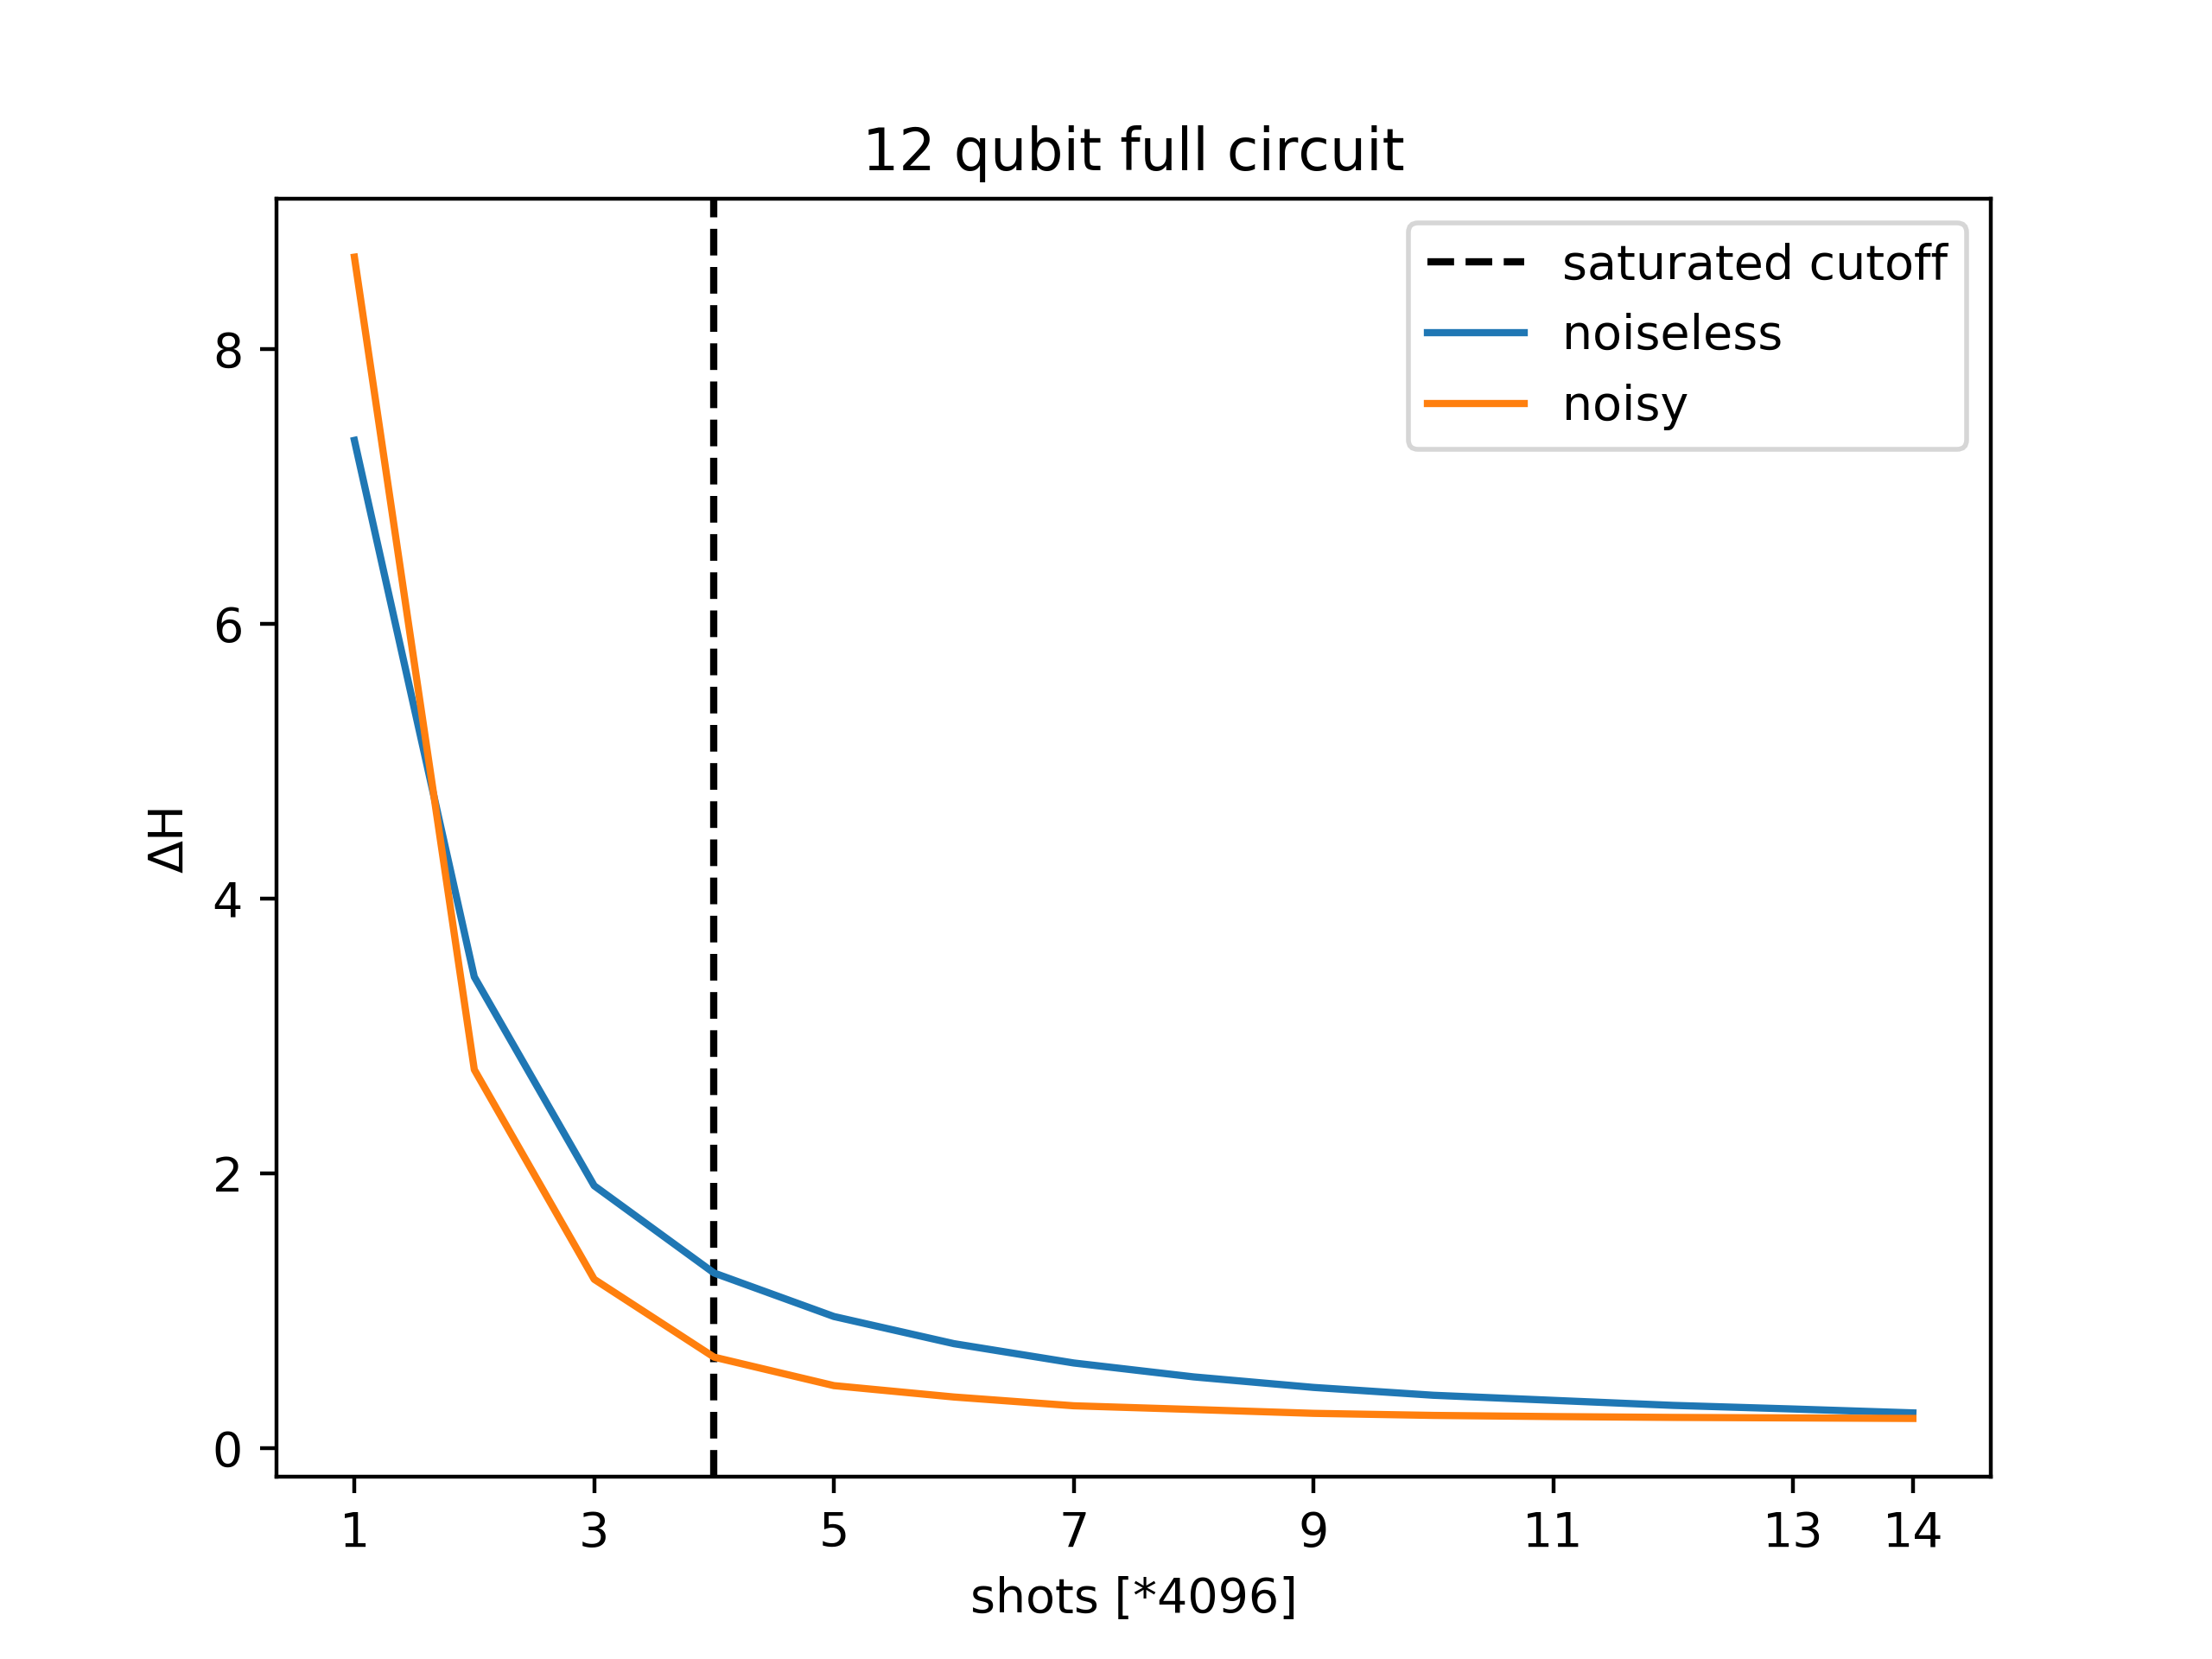 12 qubit full circuit
saturated cutoff
noiseless
noisy
ΔH
8
6
4
2
0
1 3 5 7 9 11 13 14
shots [*4096]